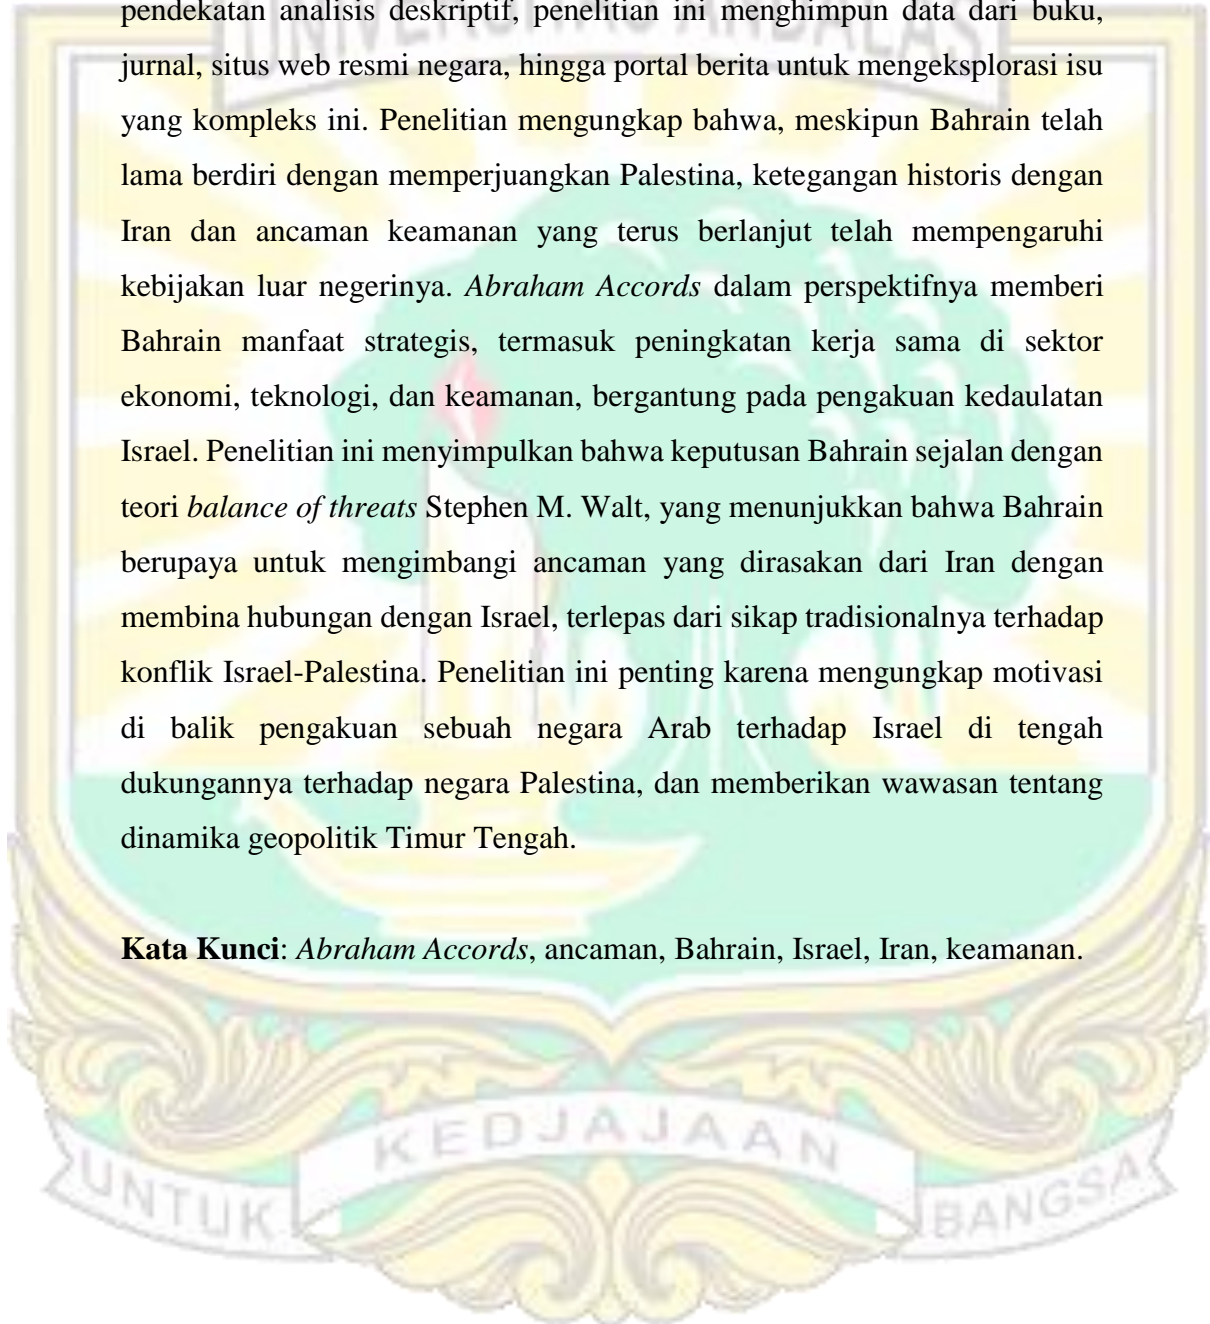 UNIVERSITAS ANDALAS
pendekatan analisis deskriptif, penelitian ini menghimpun data dari buku,
jurnal, situs web resmi negara, hingga portal berita untuk mengeksplorasi isu
yang kompleks ini. Penelitian mengungkap bahwa, meskipun Bahrain telah
lama berdiri dengan memperjuangkan Palestina, ketegangan historis dengan
Iran dan ancaman keamanan yang terus berlanjut telah mempengaruhi
kebijakan luar negerinya. Abraham Accords dalam perspektifnya memberi
Bahrain manfaat strategis, termasuk peningkatan kerja sama di sektor
ekonomi, teknologi, dan keamanan, bergantung pada pengakuan kedaulatan
Israel. Penelitian ini menyimpulkan bahwa keputusan Bahrain sejalan dengan
teori balance of threats Stephen M. Walt, yang menunjukkan bahwa Bahrain
berupaya untuk mengimbangi ancaman yang dirasakan dari Iran dengan
membina hubungan dengan Israel, terlepas dari sikap tradisionalnya terhadap
konflik Israel-Palestina. Penelitian ini penting karena mengungkap motivasi
di balik pengakuan sebuah negara Arab terhadap Israel di tengah
dukungannya terhadap negara Palestina, dan memberikan wawasan tentang
dinamika geopolitik Timur Tengah.
Kata Kunci: Abraham Accords, ancaman, Bahrain, Israel, Iran, keamanan.
UNTUK KEDJAJAAN BANGSA